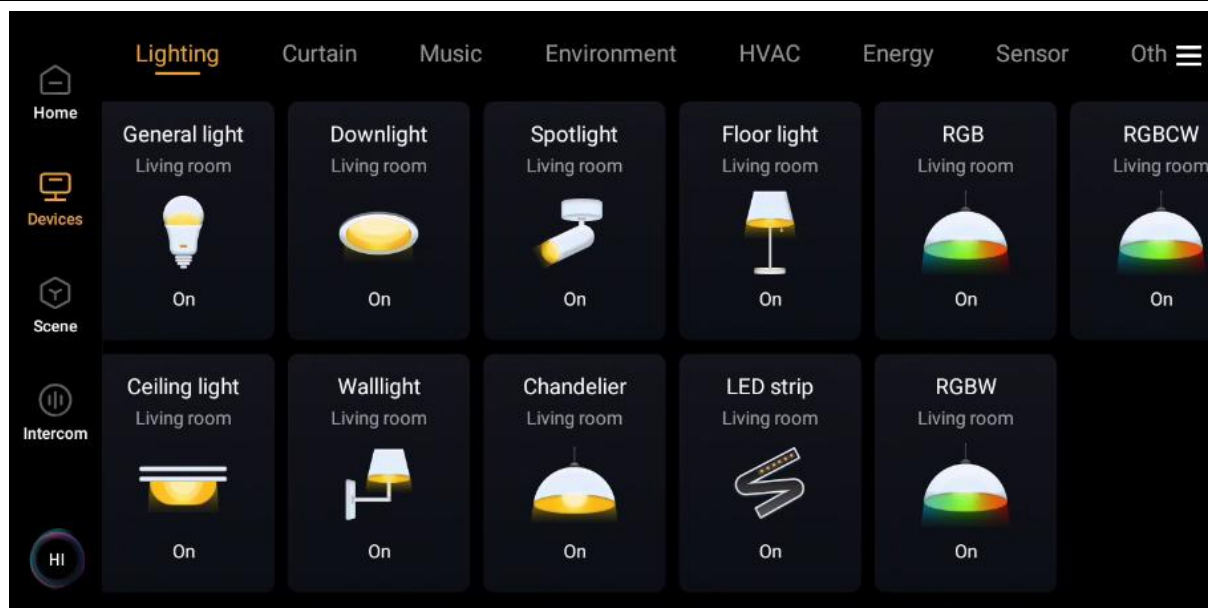 Lighting Curtain Music Environment HVAC Energy Sensor Oth
Home
Devices
Scene
Intercom
HI
General light
Living room
On
Downlight
Living room
On
Spotlight
Living room
On
Floor light
Living room
On
RGB
Living room
On
RGBCW
Living room
On
Ceiling light
Living room
On
Walllight
Living room
On
Chandelier
Living room
On
LED strip
Living room
On
RGBW
Living room
On